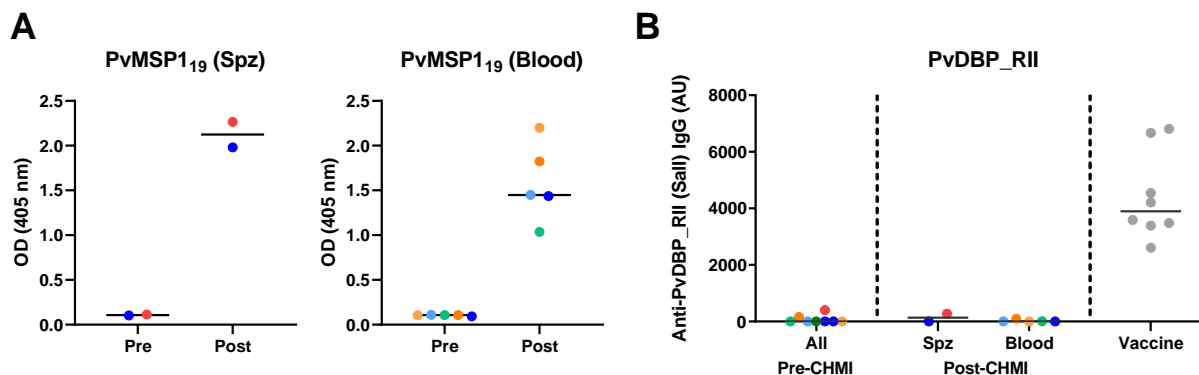 A
PvMSP1₁₉ (Spz)
OD (405 nm)
2.5
2.0
1.5
1.0
0.5
0.0
Pre
Post
PvMSP1₁₉ (Blood)
OD (405 nm)
2.5
2.0
1.5
1.0
0.5
0.0
Pre
Post
B
PvDBP_RII
Anti-PvDBP_RII (SalI) IgG (AU)
8000
6000
4000
2000
0
All
Spz
Blood
Vaccine
Pre-CHMI
Post-CHMI